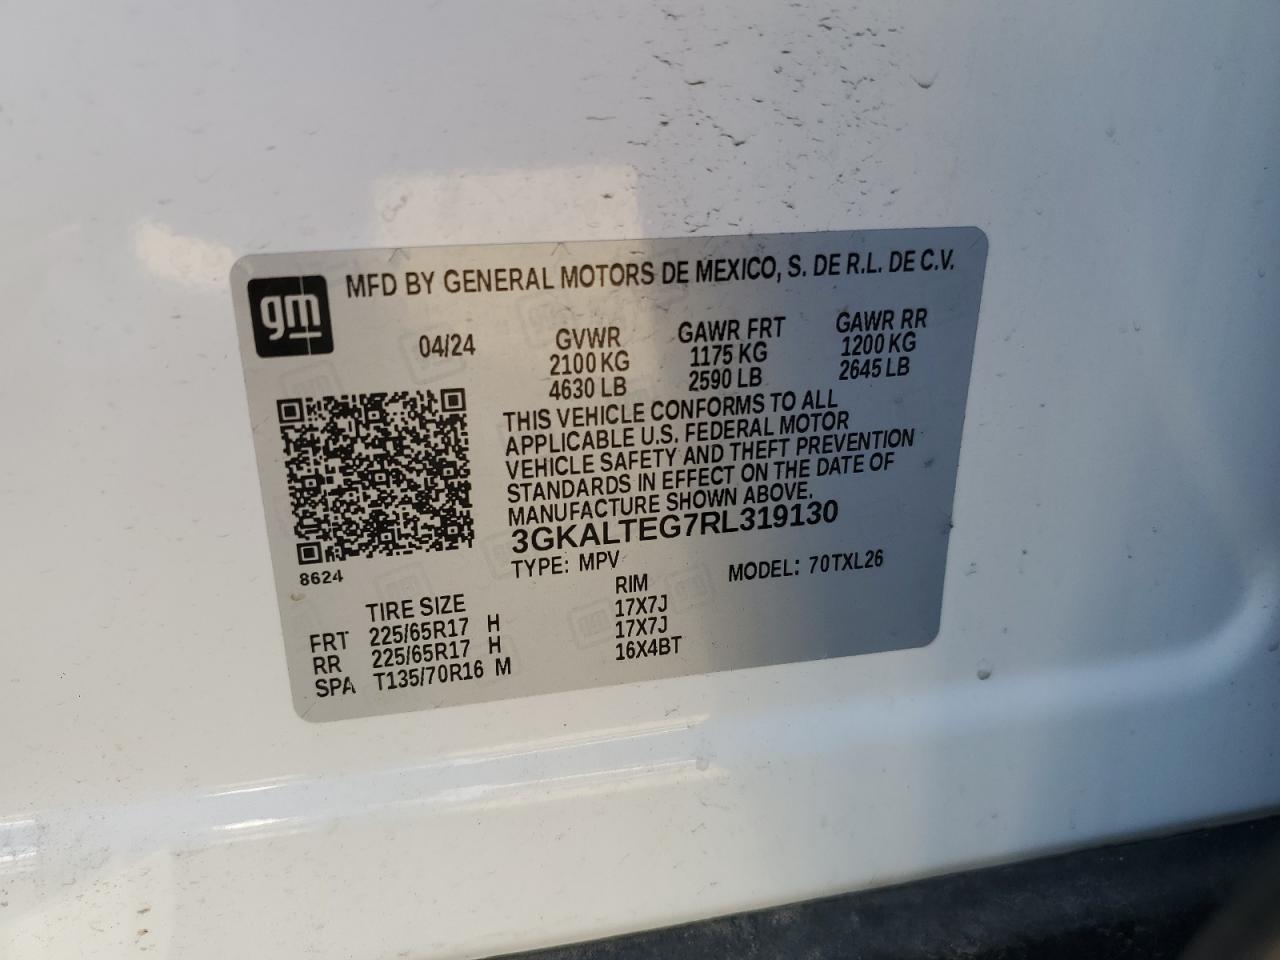 gm
MFD BY GENERAL MOTORS DE MEXICO, S. DE R.L. DE C.V.
04/24 GVWR GAWR FRT GAWR RR
2100 KG 1175 KG 1200 KG
4630 LB 2590 LB 2645 LB
THIS VEHICLE CONFORMS TO ALL
APPLICABLE U.S. FEDERAL MOTOR
VEHICLE SAFETY AND THEFT PREVENTION
STANDARDS IN EFFECT ON THE DATE OF
MANUFACTURE SHOWN ABOVE.
3GKALTEG7RL319130
8624 TYPE: MPV MODEL: 70TXL26
TIRE SIZE RIM
FRT 225/65R17 H 17X7J
RR 225/65R17 H 17X7J
SPA T135/70R16 M 16X4BT